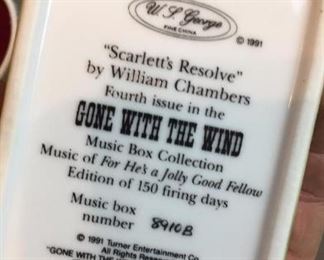 W. L. George
FINE CHINA
© 1991
"Scarlett's Resolve"
by William Chambers
Fourth issue in the
GONE WITH THE WIND
Music Box Collection
Music of For He's a Jolly Good Fellow
Edition of 150 firing days
Music box
number 8910B
© 1991 Turner Entertainment Co.
All Rights Reserved
"GONE WITH THE